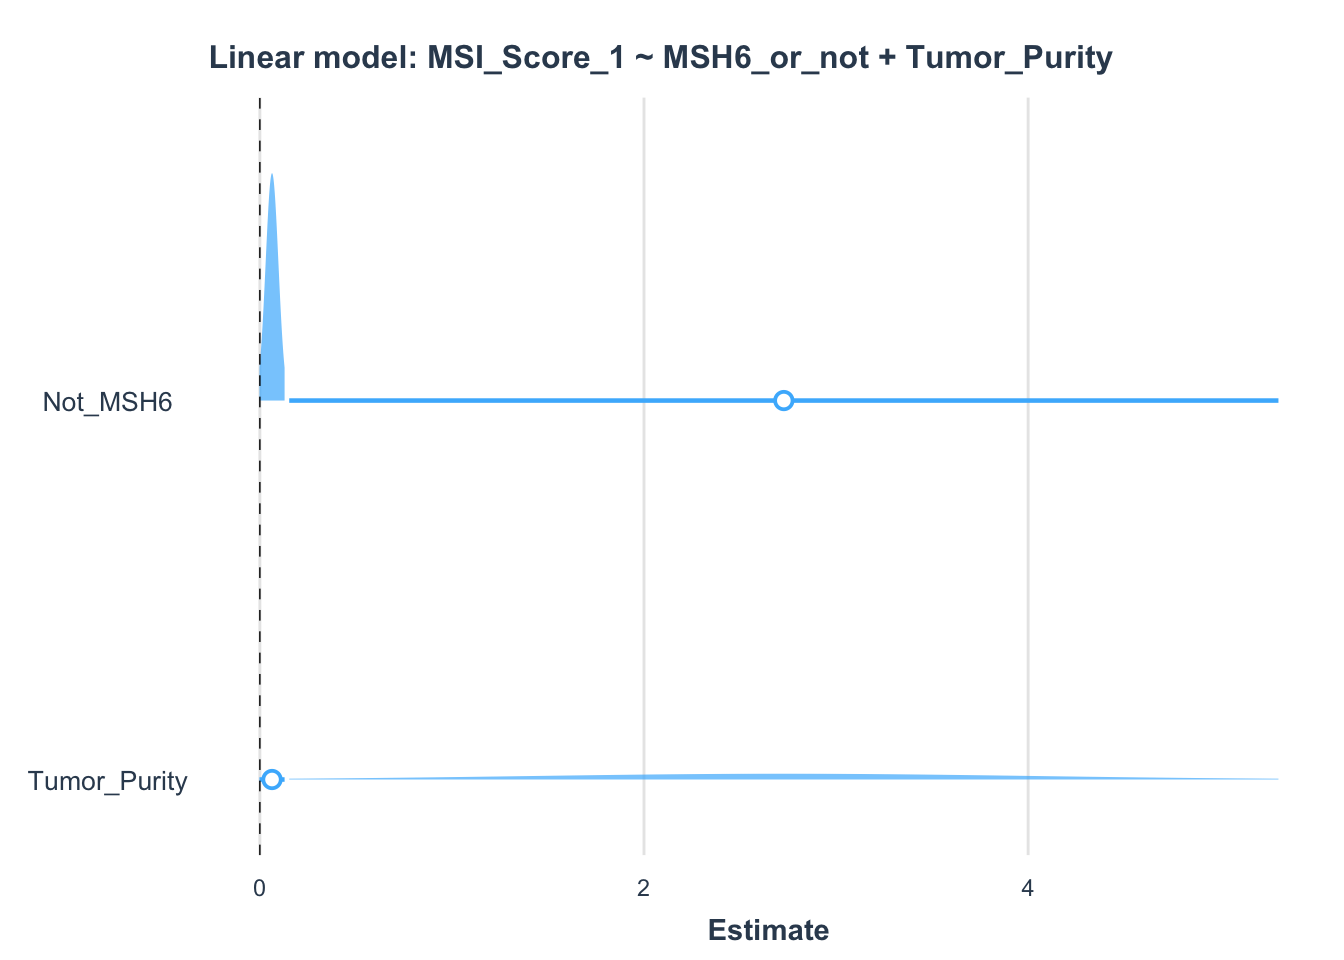 Linear model: MSI_Score_1 ~ MSH6_or_not + Tumor_Purity
Not_MSH6
Tumor_Purity
0 2 4
Estimate